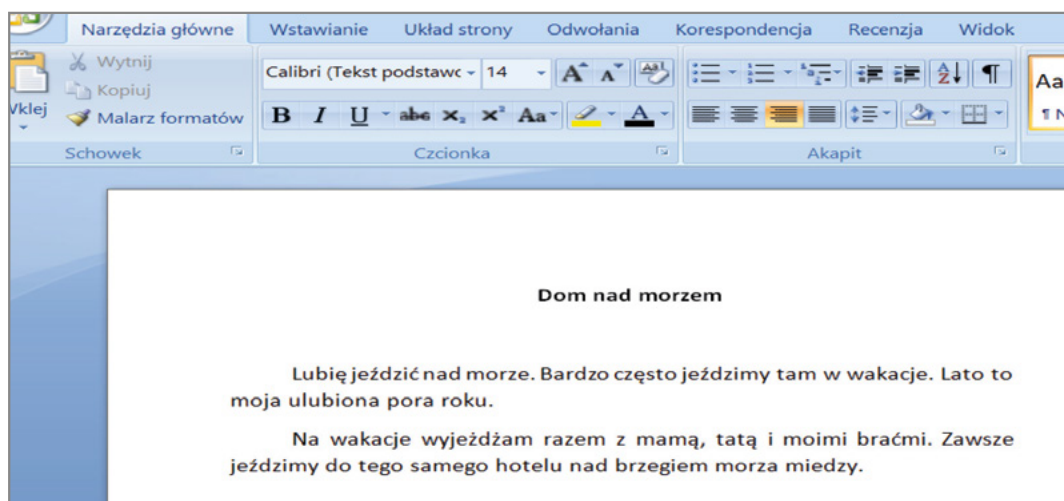 Narzędzia główne Wstawianie Układ strony Odwołania Korespondencja Recenzja Widok
Wytnij
Kopiuj
Malarz formatów
Schowek
Calibri (Tekst podstawc 14
B I U abe x₂ x² Aa A
Czcionka
Akapit
Dom nad morzem
Lubię jeździć nad morze. Bardzo często jeździmy tam w wakacje. Lato to
moja ulubiona pora roku.
Na wakacje wyjeżdżam razem z mamą, tatą i moimi braćmi. Zawsze
jeździmy do tego samego hotelu nad brzegiem morza miedzy.